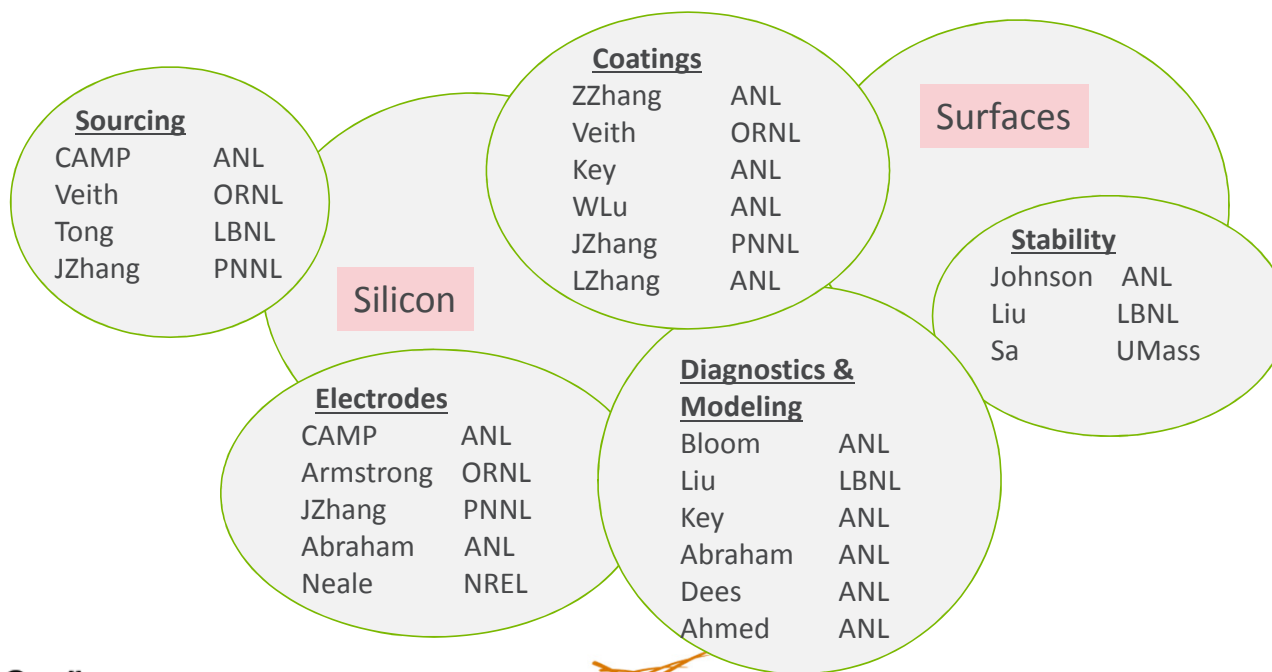 Sourcing
CAMP ANL
Veith ORNL
Tong LBNL
JZhang PNNL
Coatings
ZZhang ANL
Veith ORNL
Key ANL
WLu ANL
JZhang PNNL
LZhang ANL
Surfaces
Silicon
Stability
Johnson ANL
Liu LBNL
Sa UMass
Electrodes
CAMP ANL
Armstrong ORNL
JZhang PNNL
Abraham ANL
Neale NREL
Diagnostics &
Modeling
Bloom ANL
Liu LBNL
Key ANL
Abraham ANL
Dees ANL
Ahmed ANL